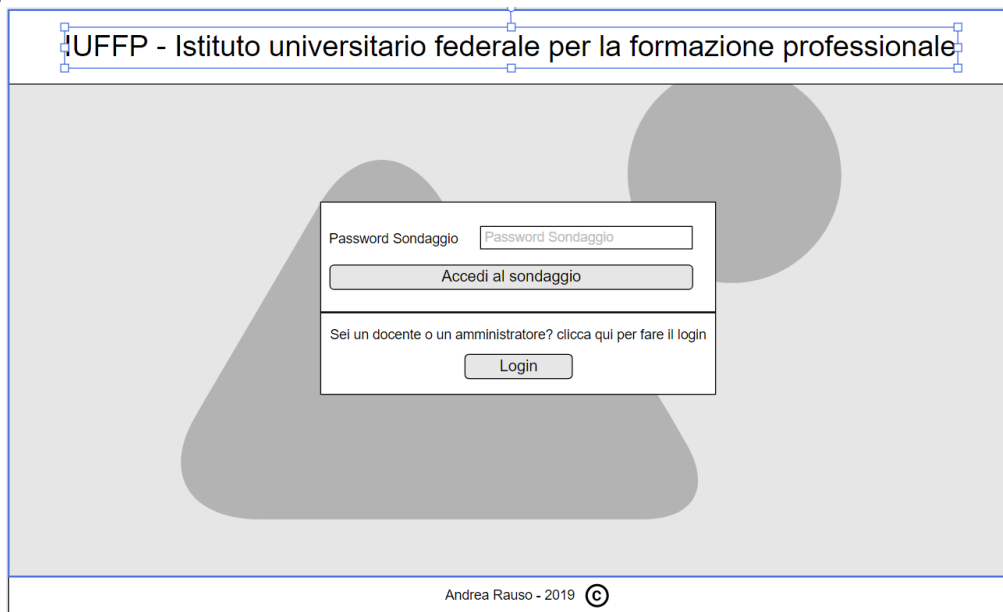 IUFFP - Istituto universitario federale per la formazione professionale
Password Sondaggio Password Sondaggio
Accedi al sondaggio
Sei un docente o un amministratore? clicca qui per fare il login
Login
Andrea Rauso - 2019 ©